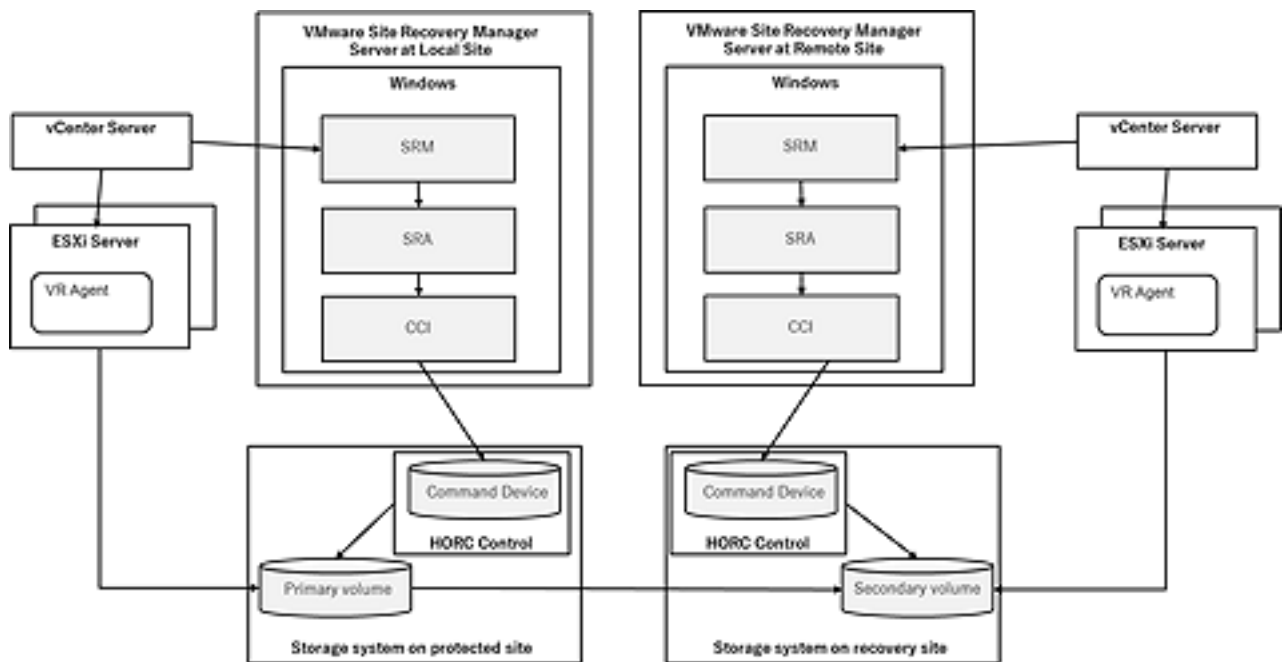 VMware Site Recovery Manager
Server at Local Site
Windows
SRM
SRA
CCI
VMware Site Recovery Manager
Server at Remote Site
Windows
SRM
SRA
CCI
vCenter Server
ESXi Server
VR Agent
vCenter Server
ESXi Server
VR Agent
Command Device
HORC Control
Primary volume
Storage system on protected site
Command Device
HORC Control
Secondary volume
Storage system on recovery site